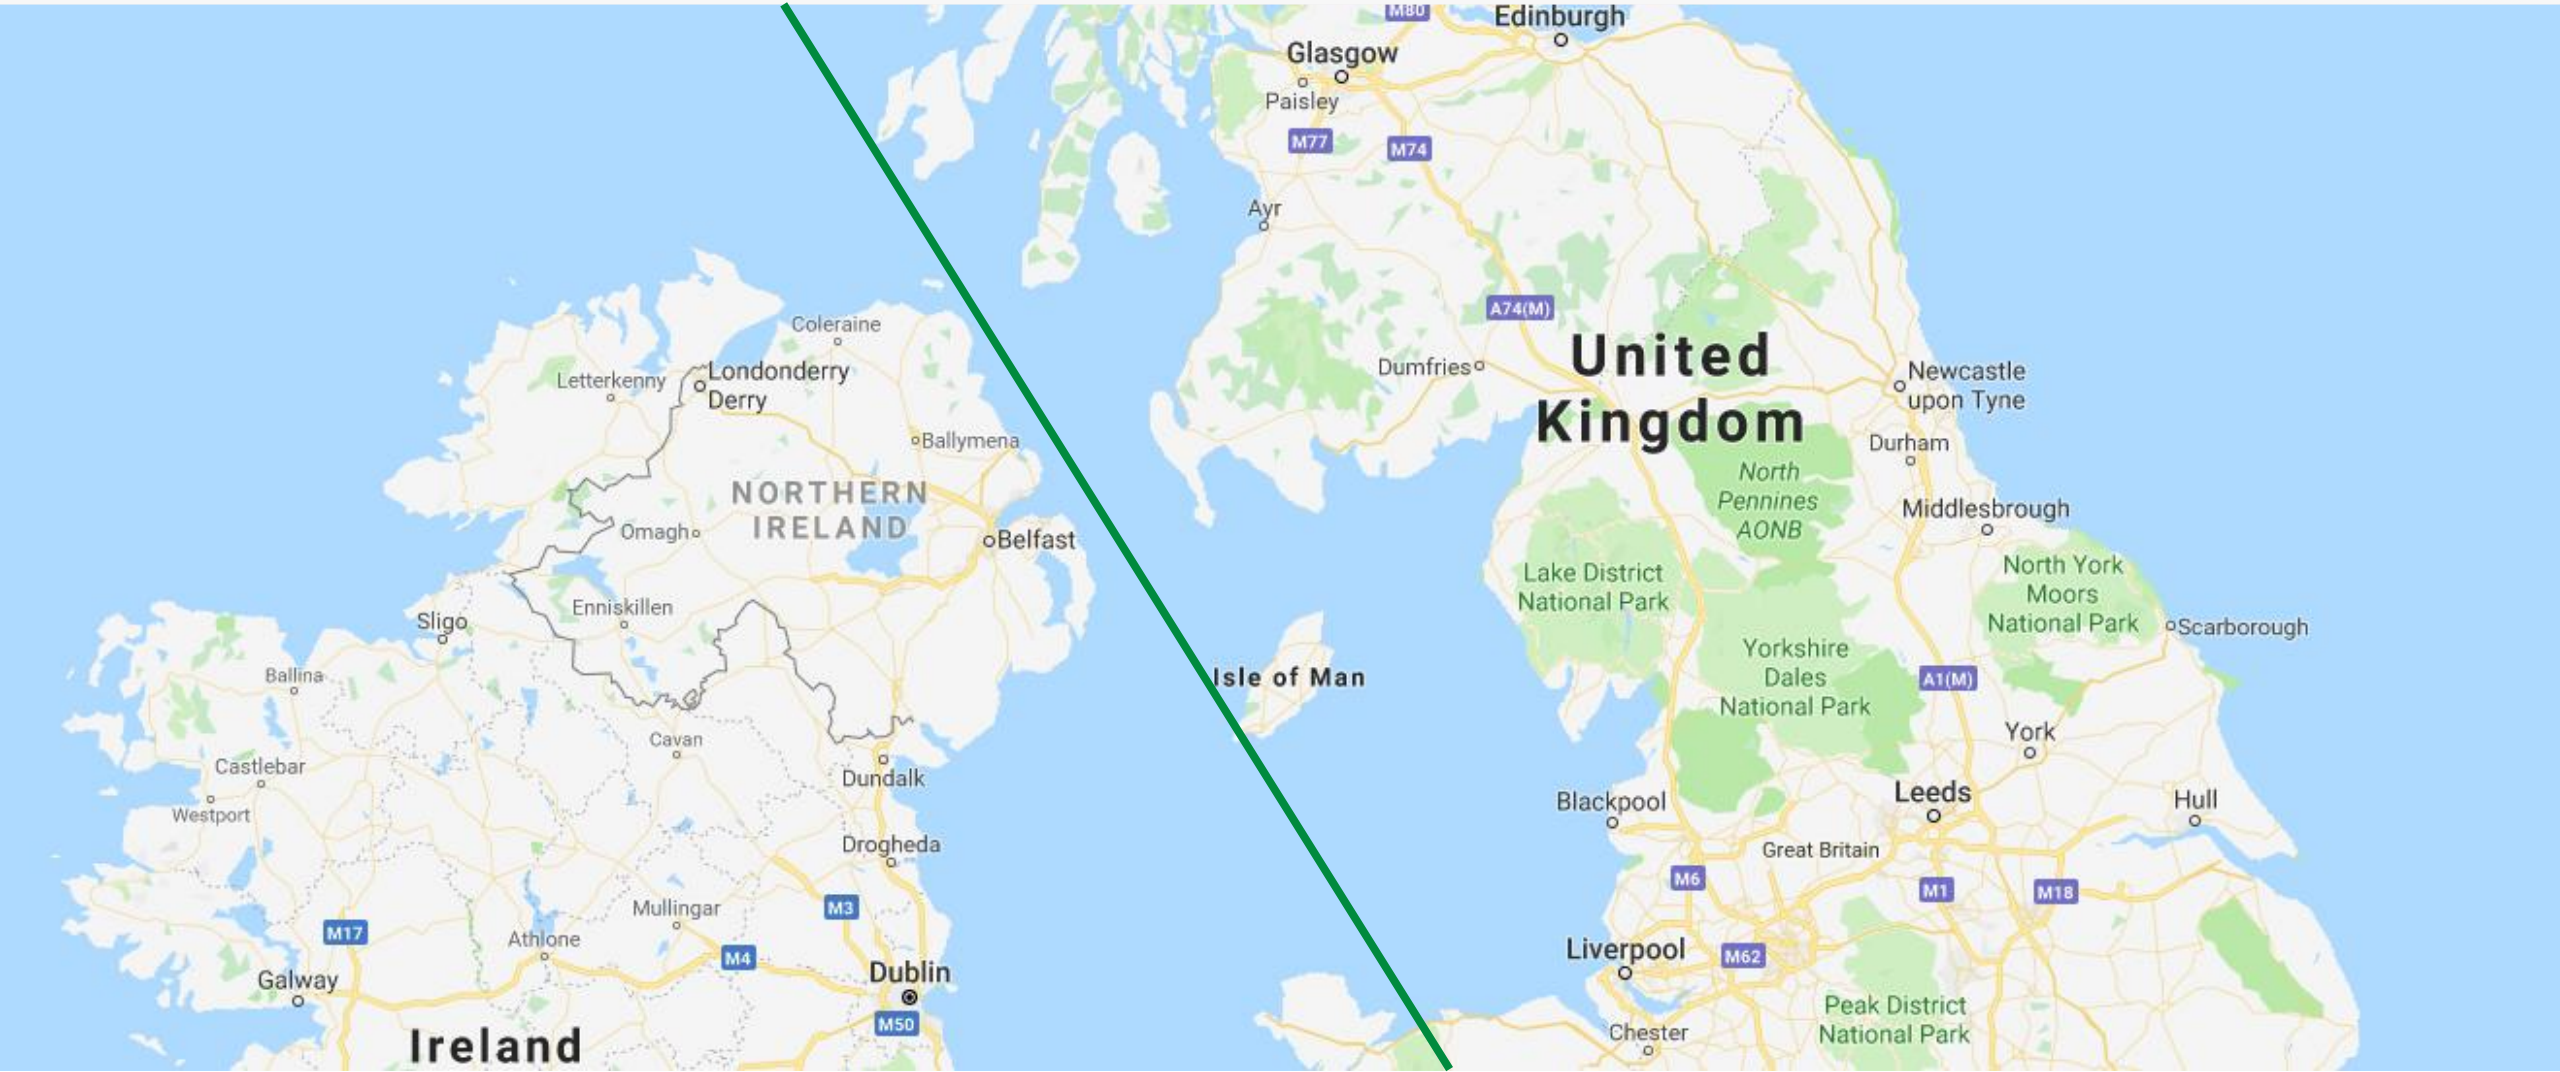 M80
Edinburgh
Glasgow
Paisley
M77
M74
Ayr
A74(M)
Coleraine
United
Kingdom
Londonderry
Derry
Letterkenny
Dumfries
Newcastle
upon Tyne
Ballymena
Durham
North
Pennines
AONB
NORTHERN
IRELAND
Middlesbrough
Omagh
Belfast
Lake District
National Park
North York
Moors
National Park
Enniskillen
Sligo
Scarborough
Yorkshire
Dales
National Park
Ballina
Isle of Man
A1(M)
Cavan
York
Castlebar
Dundalk
Westport
Blackpool
Leeds
Hull
Drogheda
Great Britain
M6
M1
M18
Mullingar
M3
M17
Athlone
M4
Liverpool
M62
Galway
Dublin
M50
Peak District
National Park
Ireland
Chester